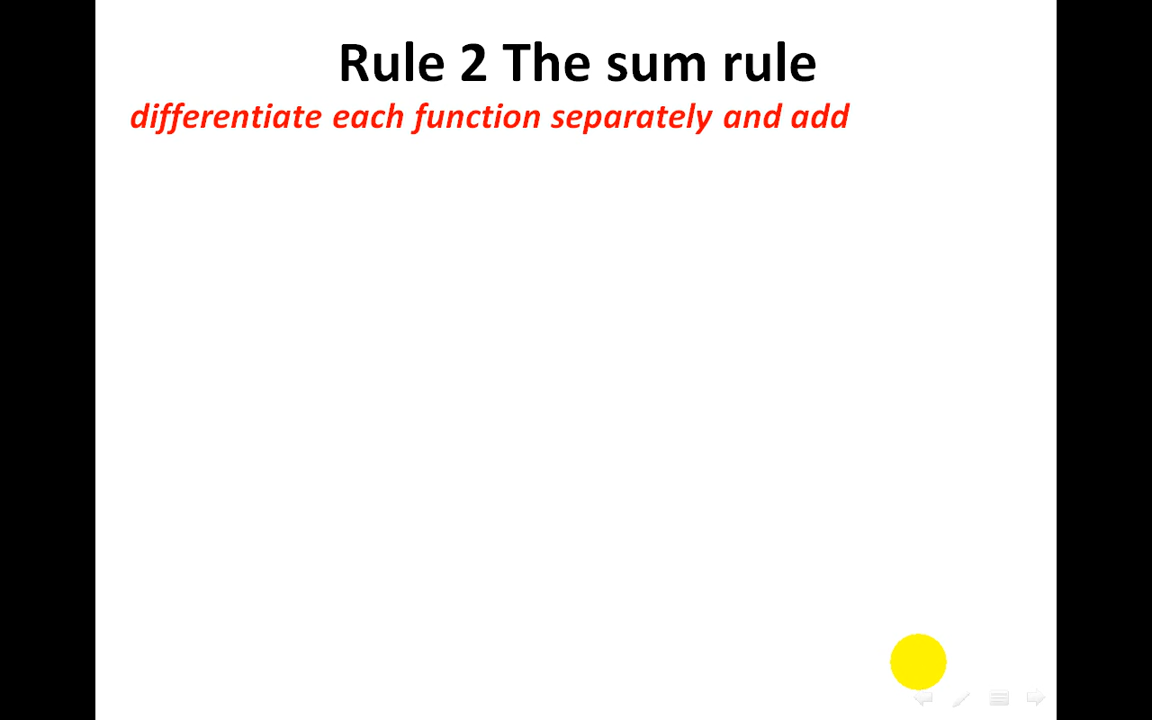 Rule 2 The sum rule
differentiate each function separately and add